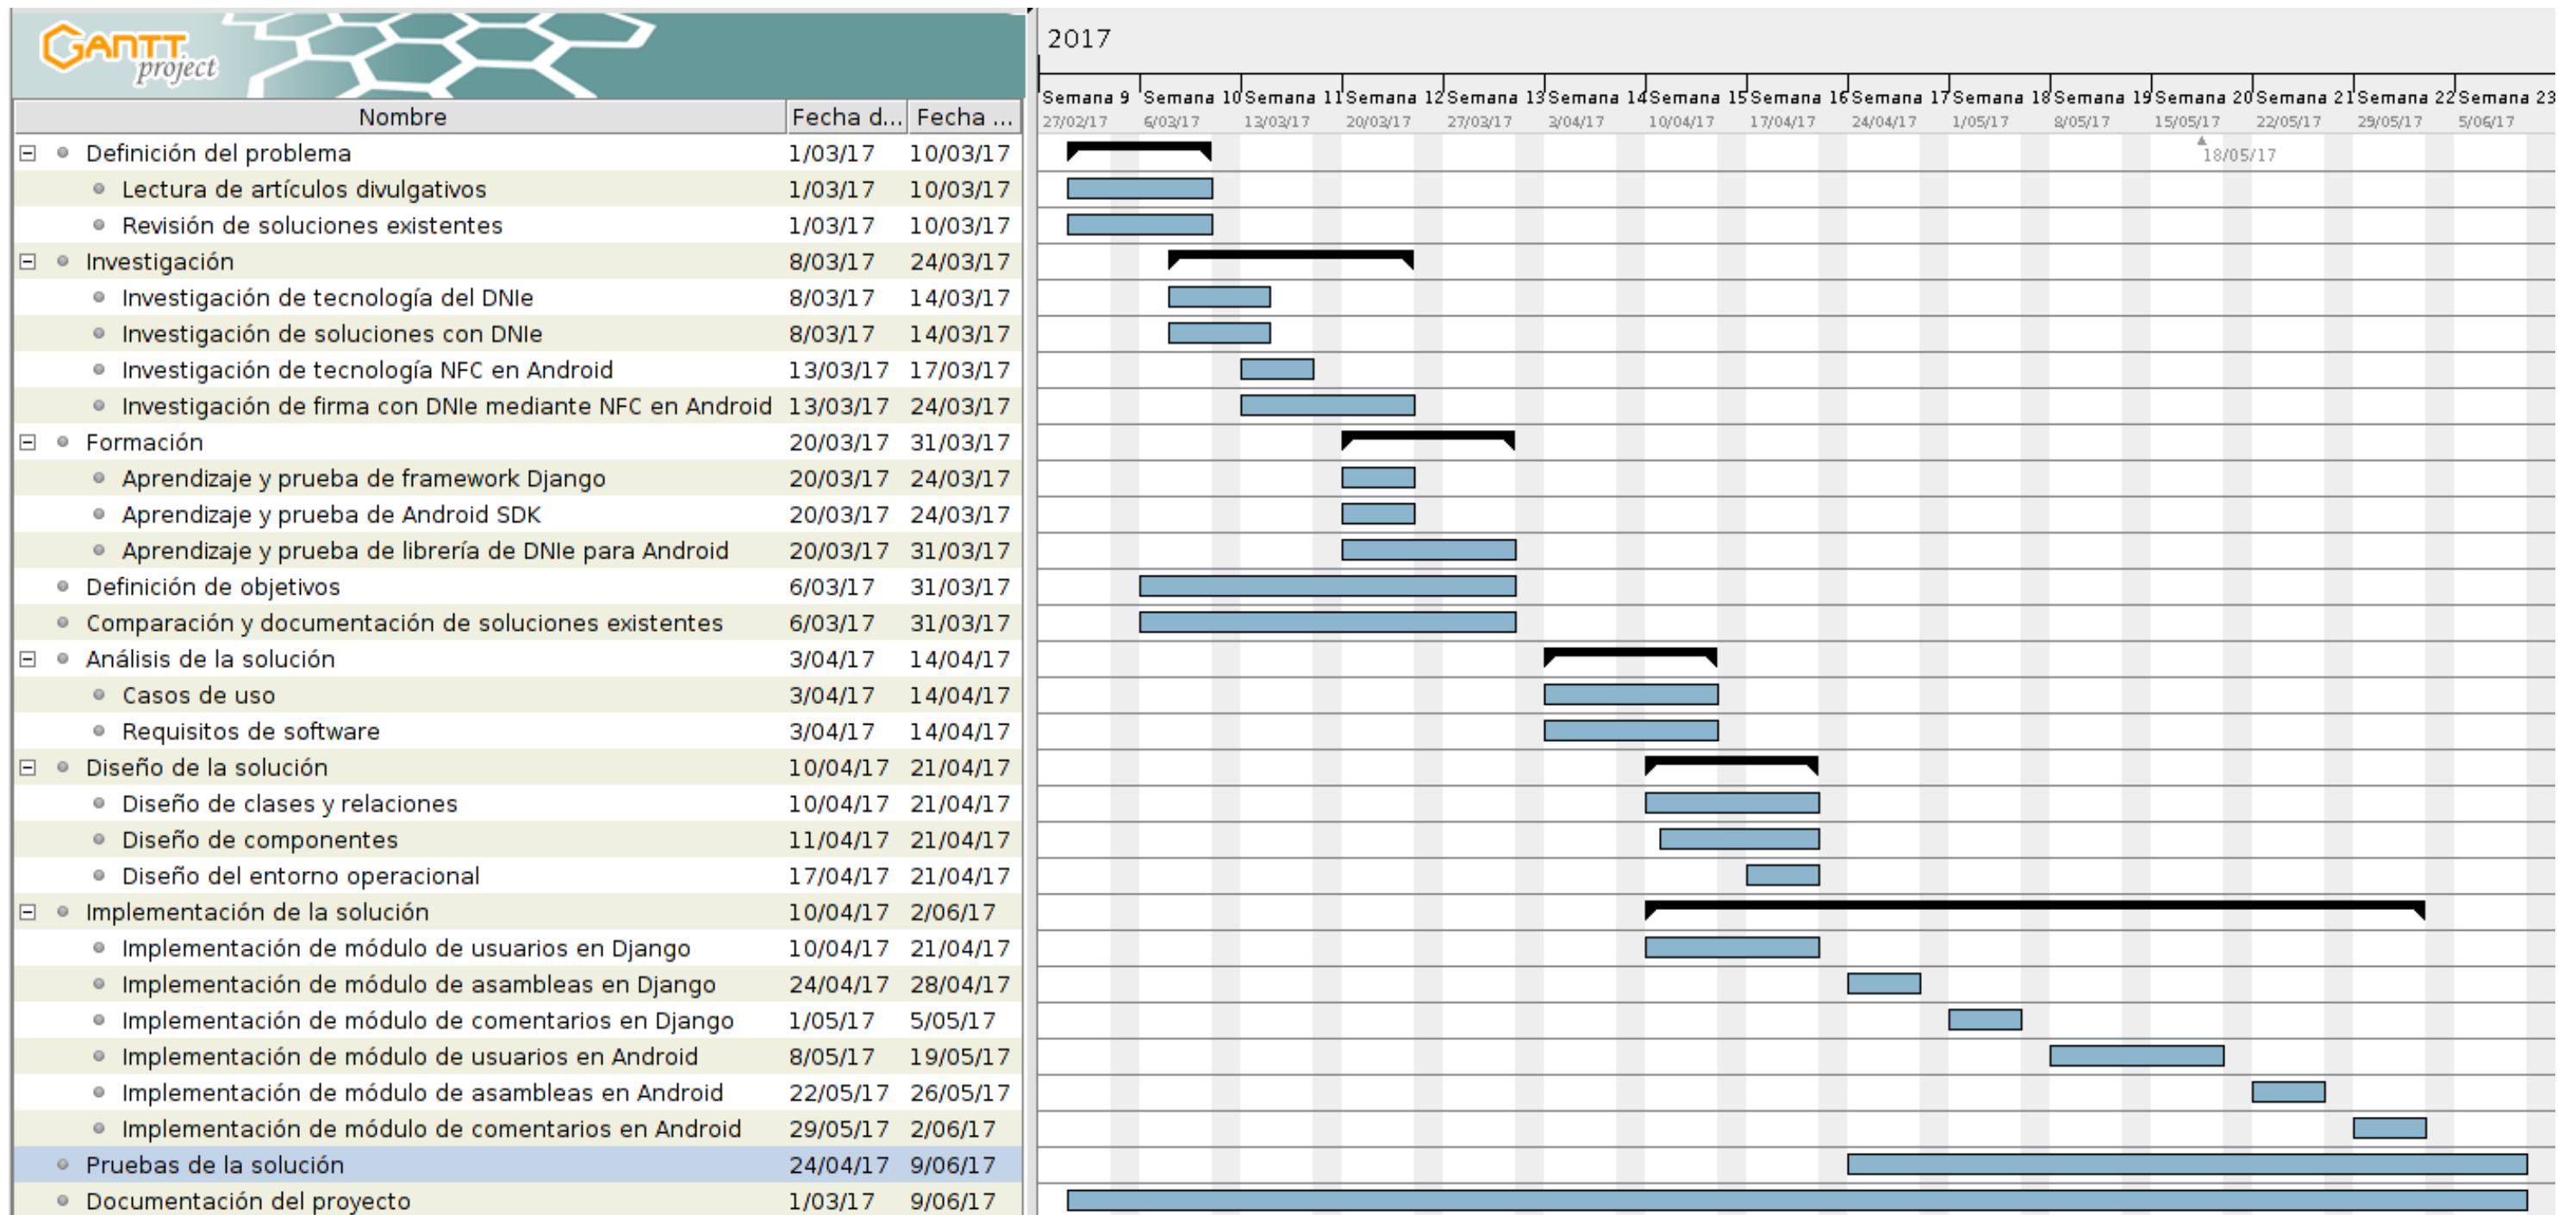 GANTT
project
2017
Semana 9 Semana 10 Semana 11 Semana 12 Semana 13 Semana 14 Semana 15 Semana 16 Semana 17 Semana 18 Semana 19 Semana 20 Semana 21 Semana 22 Semana 23
27/02/17 6/03/17 13/03/17 20/03/17 27/03/17 3/04/17 10/04/17 17/04/17 24/04/17 1/05/17 8/05/17 15/05/17 22/05/17 29/05/17 5/06/17
18/05/17
Nombre Fecha d... Fecha ...
Definición del problema 1/03/17 10/03/17
Lectura de artículos divulgativos 1/03/17 10/03/17
Revisión de soluciones existentes 1/03/17 10/03/17
Investigación 8/03/17 24/03/17
Investigación de tecnología del DNIe 8/03/17 14/03/17
Investigación de soluciones con DNIe 8/03/17 14/03/17
Investigación de tecnología NFC en Android 13/03/17 17/03/17
Investigación de firma con DNIe mediante NFC en Android 13/03/17 24/03/17
Formación 20/03/17 31/03/17
Aprendizaje y prueba de framework Django 20/03/17 24/03/17
Aprendizaje y prueba de Android SDK 20/03/17 24/03/17
Aprendizaje y prueba de librería de DNIe para Android 20/03/17 31/03/17
Definición de objetivos 6/03/17 31/03/17
Comparación y documentación de soluciones existentes 6/03/17 31/03/17
Análisis de la solución 3/04/17 14/04/17
Casos de uso 3/04/17 14/04/17
Requisitos de software 3/04/17 14/04/17
Diseño de la solución 10/04/17 21/04/17
Diseño de clases y relaciones 10/04/17 21/04/17
Diseño de componentes 11/04/17 21/04/17
Diseño del entorno operacional 17/04/17 21/04/17
Implementación de la solución 10/04/17 2/06/17
Implementación de módulo de usuarios en Django 10/04/17 21/04/17
Implementación de módulo de asambleas en Django 24/04/17 28/04/17
Implementación de módulo de comentarios en Django 1/05/17 5/05/17
Implementación de módulo de usuarios en Android 8/05/17 19/05/17
Implementación de módulo de asambleas en Android 22/05/17 26/05/17
Implementación de módulo de comentarios en Android 29/05/17 2/06/17
Pruebas de la solución 24/04/17 9/06/17
Documentación del proyecto 1/03/17 9/06/17